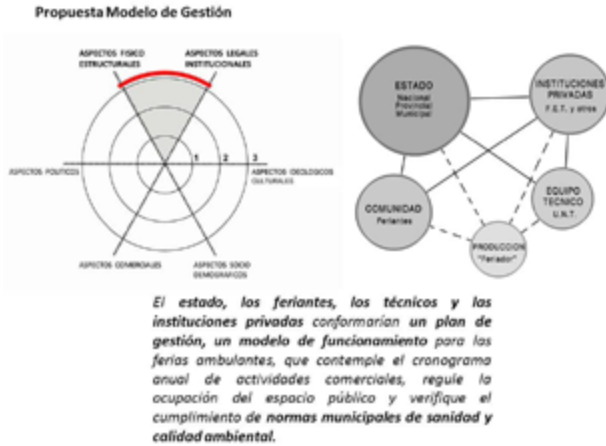 Propuesta Modelo de Gestión
ASPECTOS FISICO
ESTRUCTURALES
ASPECTOS LEGALES
INSTITUCIONALES
1 2 3
ASPECTOS POLITICOS
ASPECTOS IDEOLOGICO
CULTURALES
ASPECTOS COMERCIALES
ASPECTOS SOCIO
DEMOGRAMICOS
ESTADO
Nacional
Provincial
Municipal
INSTITUCIONES
PRIVADAS
F.E.T. y otros
COMUNIDAD
Feriantes
EQUIPO
TECNICO
U.N.T.
PRODUCCION
"Feriador"
El estado, los feriantes, los técnicos y las
instituciones privadas conformarían un plan de
gestión, un modelo de funcionamiento para las
ferias ambulantes, que contemple el cronograma
anual de actividades comerciales, regule la
ocupación del espacio público y verifique el
cumplimiento de normas municipales de sanidad y
calidad ambiental.